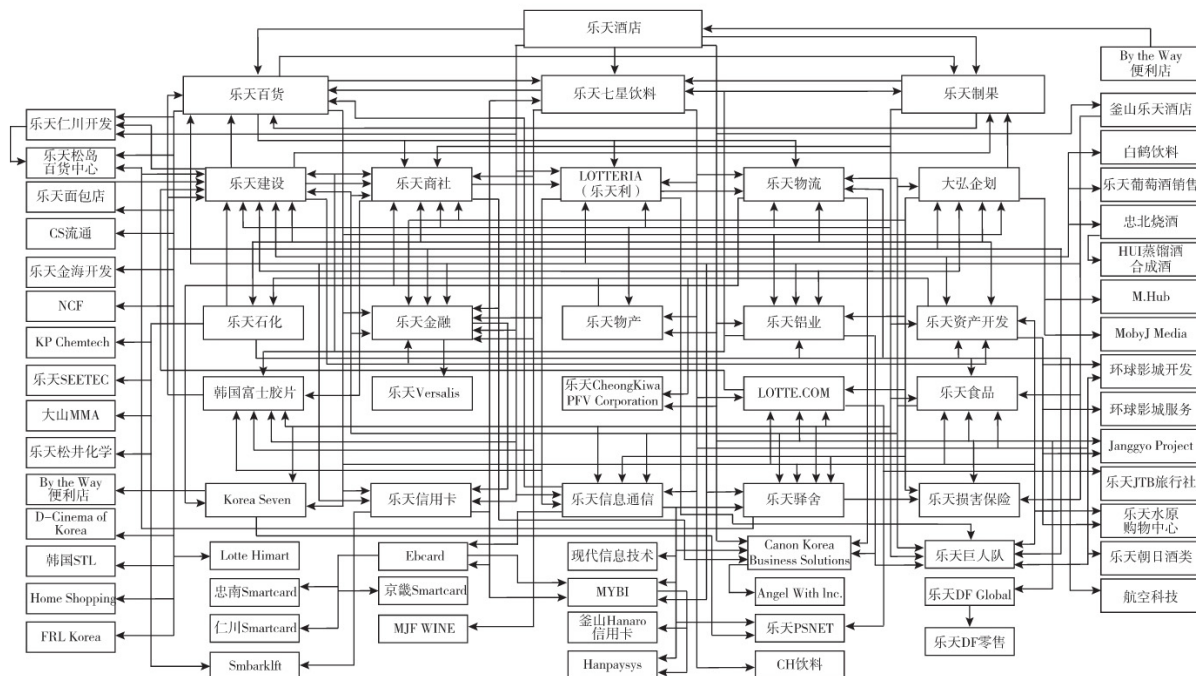 乐天酒店
By the Way
便利店
乐天百货
乐天七星饮料
乐天制果
釜山乐天酒店
乐天仁川开发
白鹤饮料
乐天松岛
百货中心
乐天建设
乐天商社
LOTTERIA
（乐天利）
乐天物流
大弘企划
乐天葡萄酒销售
乐天面包店
忠北烧酒
CS流通
HUI蒸馏酒
合成酒
乐天金海开发
M.Hub
NCF
乐天石化
乐天金融
乐天物产
乐天铝业
乐天资产开发
MobyJ Media
KP Chemtech
环球影城开发
乐天SEETEC
韩国富士胶片
乐天Versalis
乐天CheongKiwa
PFV Corporation
LOTTE.COM
乐天食品
环球影城服务
大山MMA
Janggyo Project
乐天松井化学
乐天JTB旅行社
By the Way
便利店
Korea Seven
乐天信用卡
乐天信息通信
乐天驿舍
乐天损害保险
乐天水原
购物中心
D-Cinema of
Korea
Lotte Himart
Ebcard
现代信息技术
Canon Korea
Business Solutions
乐天巨人队
乐天朝日酒类
韩国STL
忠南Smartcard
京畿Smartcard
MYBI
Angel With lnc.
乐天DF Global
航空科技
Home Shopping
仁川Smartcard
MJF WINE
釜山Hanaro
信用卡
乐天PSNET
乐天DF零售
FRL Korea
Smbarklft
Hanpaysys
CH饮料